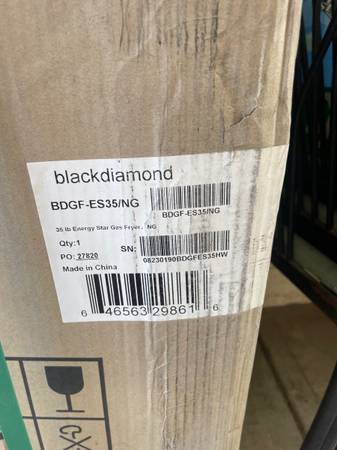 blackdiamond
BDGF-ES35/NG
BDGF-ES35/NG
35 lb Energy Star Gas Fryer, NG
Qty:1
SN:
PO: 27820
08230190BDGFES35HW
Made in China
6 46563 29861 6